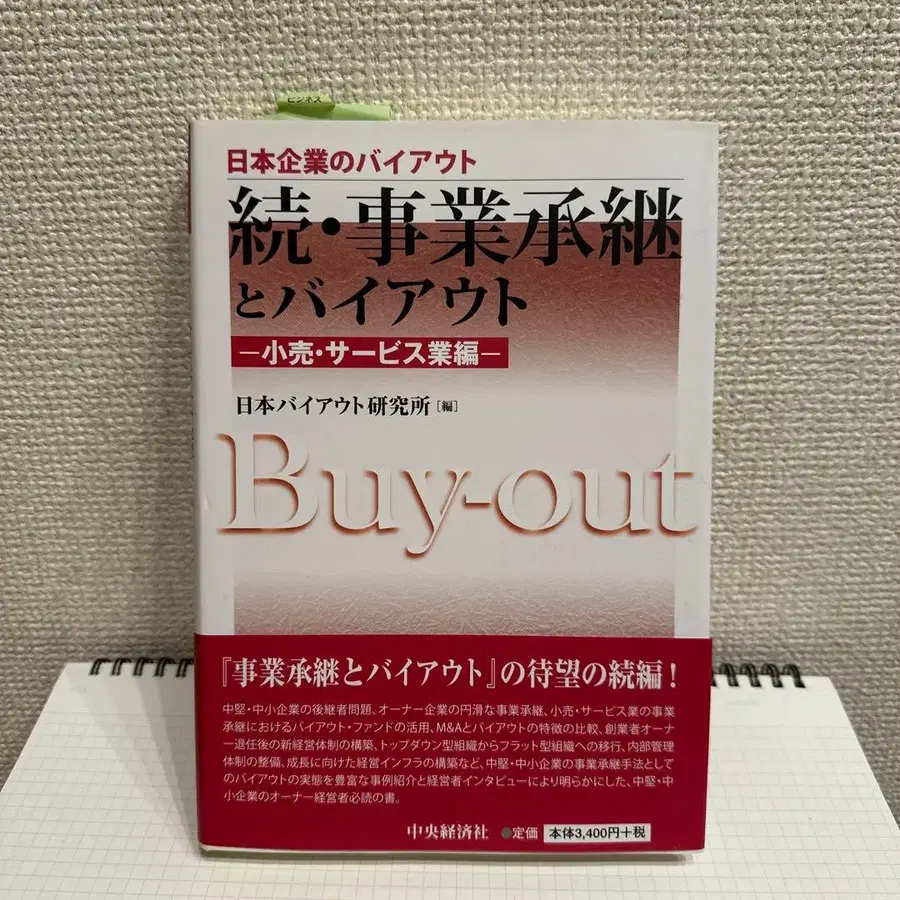 ビジネス
日本企業のバイアウト
続・事業承継
とバイアウト
－小売・サービス業編－
日本バイアウト研究所［編］
Buy-out
『事業承継とバイアウト』の待望の続編！
中堅・中小企業の後継者問題、オーナー企業の円滑な事業承継、小売・サービス業の事業
承継におけるバイアウト・ファンドの活用、M&Aとバイアウトの特徴の比較、創業者オーナ
ー退任後の新経営体制の構築、トップダウン型組織からフラット型組織への移行、内部管理
体制の整備、成長に向けた経営インフラの構築など、中堅・中小企業の事業承継手法として
のバイアウトの実態を豊富な事例紹介と経営者インタビューにより明らかにした、中堅・中
小企業のオーナー経営者必読の書。
中央経済社 ●定価 本体3,400円＋税